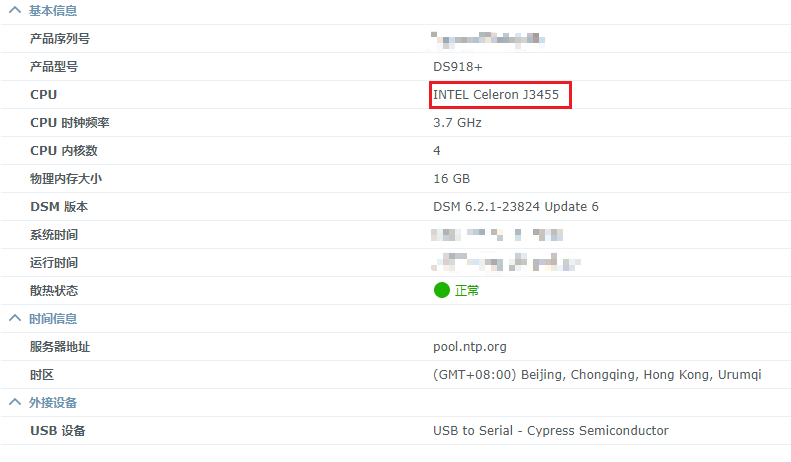 基本信息
产品序列号
产品型号 DS918+
CPU INTEL Celeron J3455
CPU 时钟频率 3.7 GHz
CPU 内核数 4
物理内存大小 16 GB
DSM 版本 DSM 6.2.1-23824 Update 6
系统时间
运行时间
散热状态 正常
时间信息
服务器地址 pool.ntp.org
时区 (GMT+08:00) Beijing, Chongqing, Hong Kong, Urumqi
外接设备
USB 设备 USB to Serial - Cypress Semiconductor